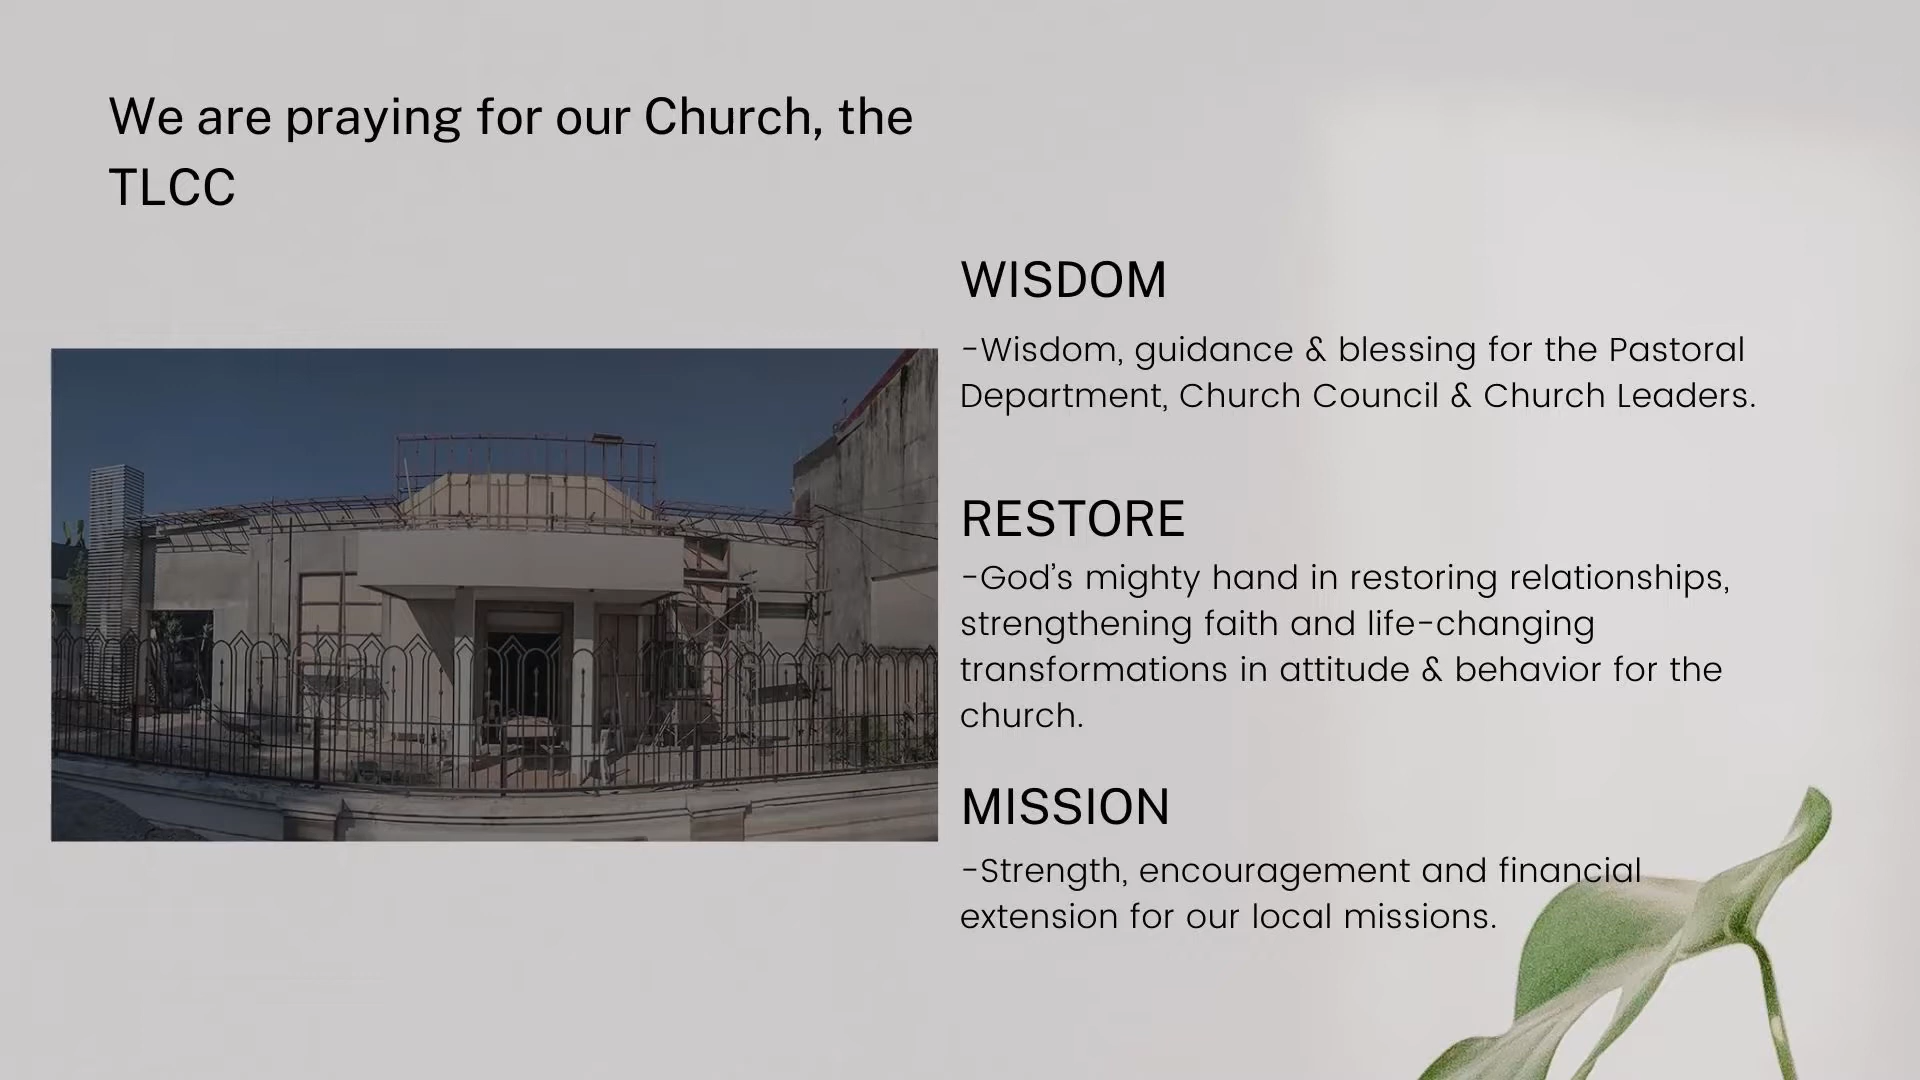 We are praying for our Church, the
TLCC
WISDOM
-Wisdom, guidance & blessing for the Pastoral
Department, Church Council & Church Leaders.
RESTORE
-God’s mighty hand in restoring relationships,
strengthening faith and life-changing
transformations in attitude & behavior for the
church.
MISSION
-Strength, encouragement and financial
extension for our local missions.